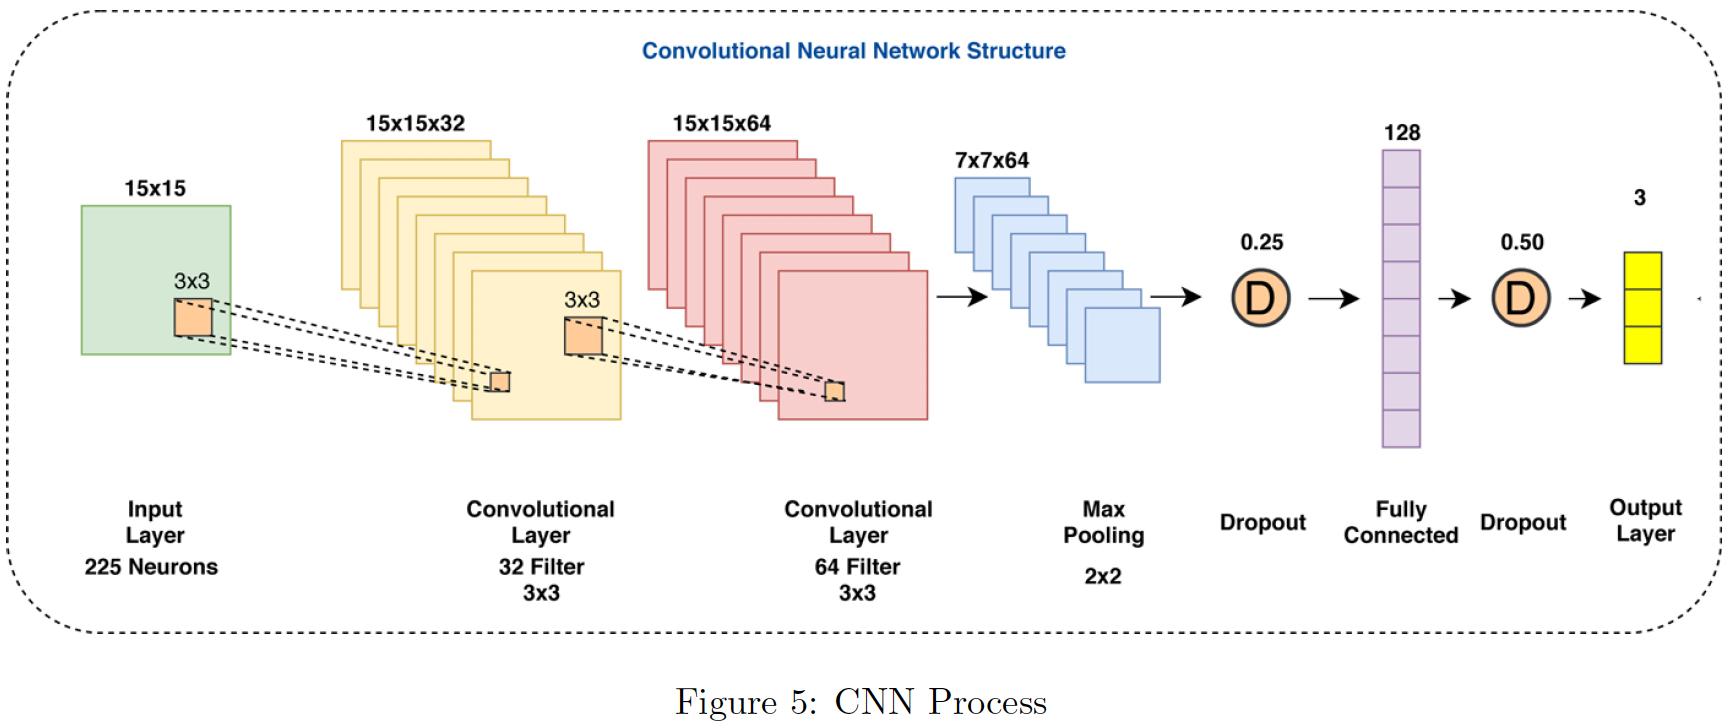 Convolutional Neural Network Structure
15x15
3x3
15x15x32
3x3
15x15x64
7x7x64
0.25
D
128
0.50
D
3
Input
Layer
225 Neurons
Convolutional
Layer
32 Filter
3x3
Convolutional
Layer
64 Filter
3x3
Max
Pooling
2x2
Dropout
Fully
Connected
Dropout
Output
Layer
Figure 5: CNN Process